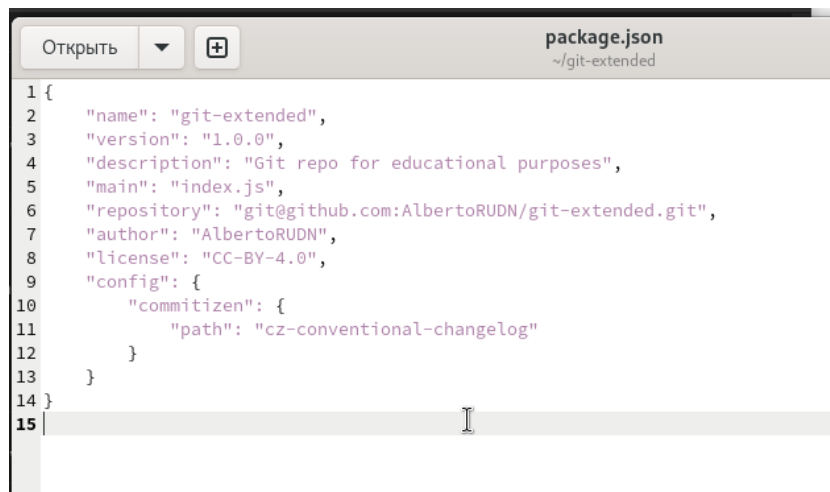 Открыть
package.json
~/git-extended
1 {
2     "name": "git-extended",
3     "version": "1.0.0",
4     "description": "Git repo for educational purposes",
5     "main": "index.js",
6     "repository": "git@github.com:AlbertoRUDN/git-extended.git",
7     "author": "AlbertoRUDN",
8     "license": "CC-BY-4.0",
9     "config": {
10         "commitizen": {
11             "path": "cz-conventional-changelog"
12         }
13     }
14 }
15